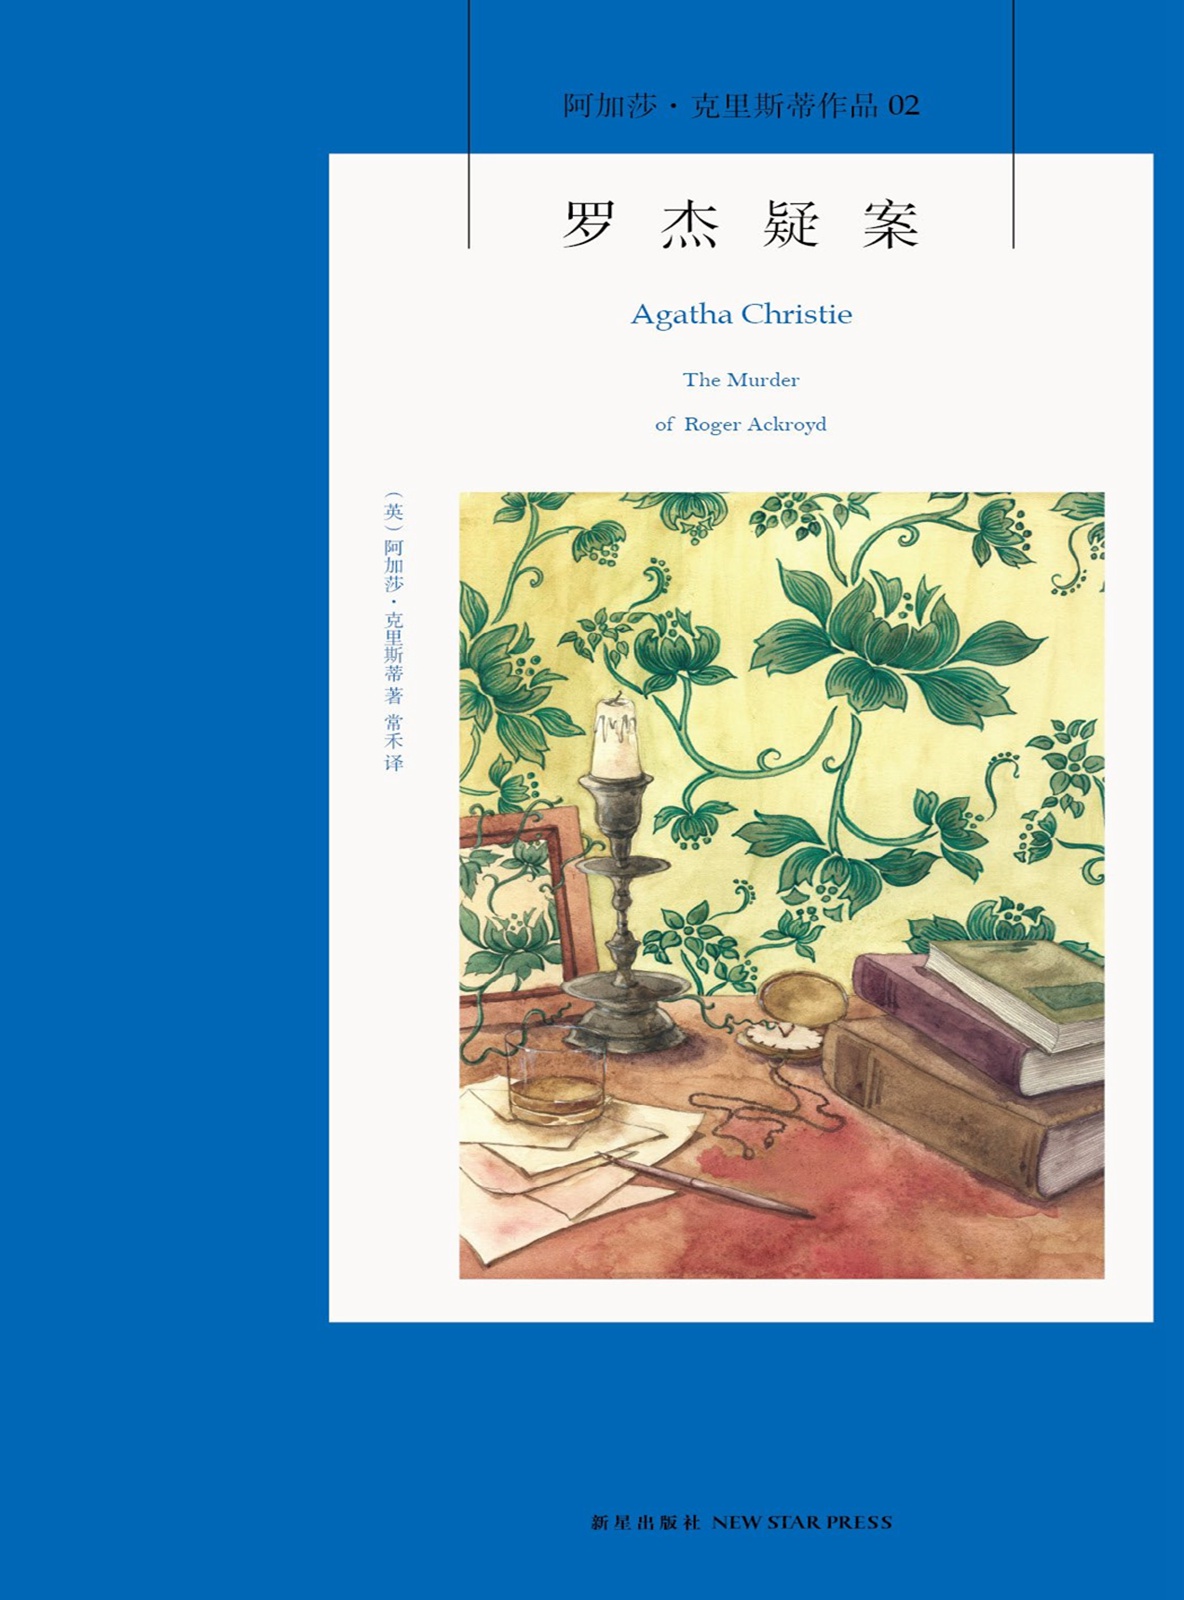 阿加莎·克里斯蒂作品 02
罗杰疑案
Agatha Christie
The Murder
of Roger Ackroyd
（英）阿加莎·克里斯蒂 著 常禾 译
新星出版社 NEW STAR PRESS